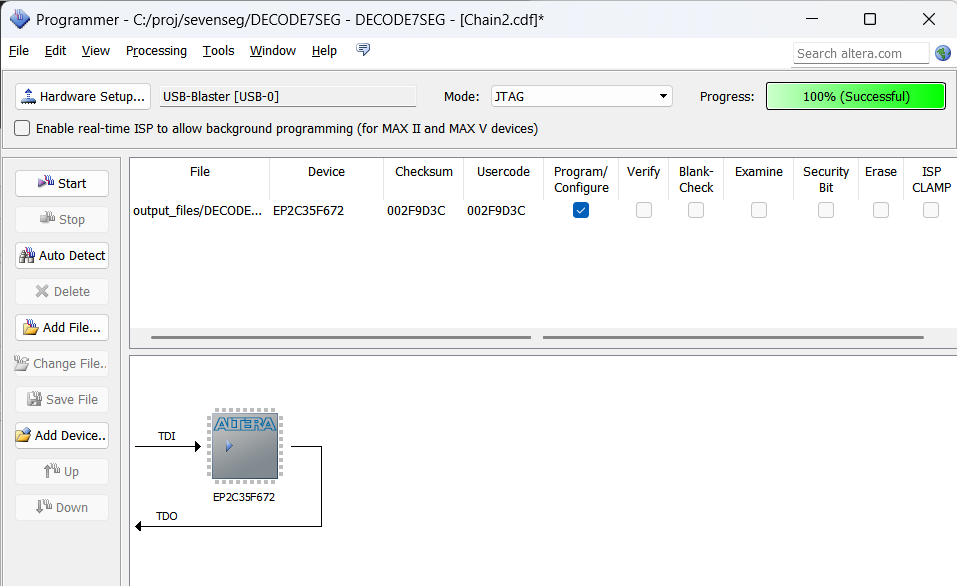 Programmer - C:/proj/sevenseg/DECODE7SEG - DECODE7SEG - [Chain2.cdf]*
File Edit View Processing Tools Window Help
Search altera.com
Hardware Setup... USB-Blaster [USB-0] Mode: JTAG Progress: 100% (Successful)
Enable real-time ISP to allow background programming (for MAX II and MAX V devices)
Start
Stop
Auto Detect
Delete
Add File...
Change File..
Save File
Add Device..
Up
Down
File Device Checksum Usercode Program/ Verify Blank- Examine Security Erase ISP
Configure Check Bit CLAMP
output_files/DECODE... EP2C35F672 002F9D3C 002F9D3C
ALTERA
TDI
EP2C35F672
TDO